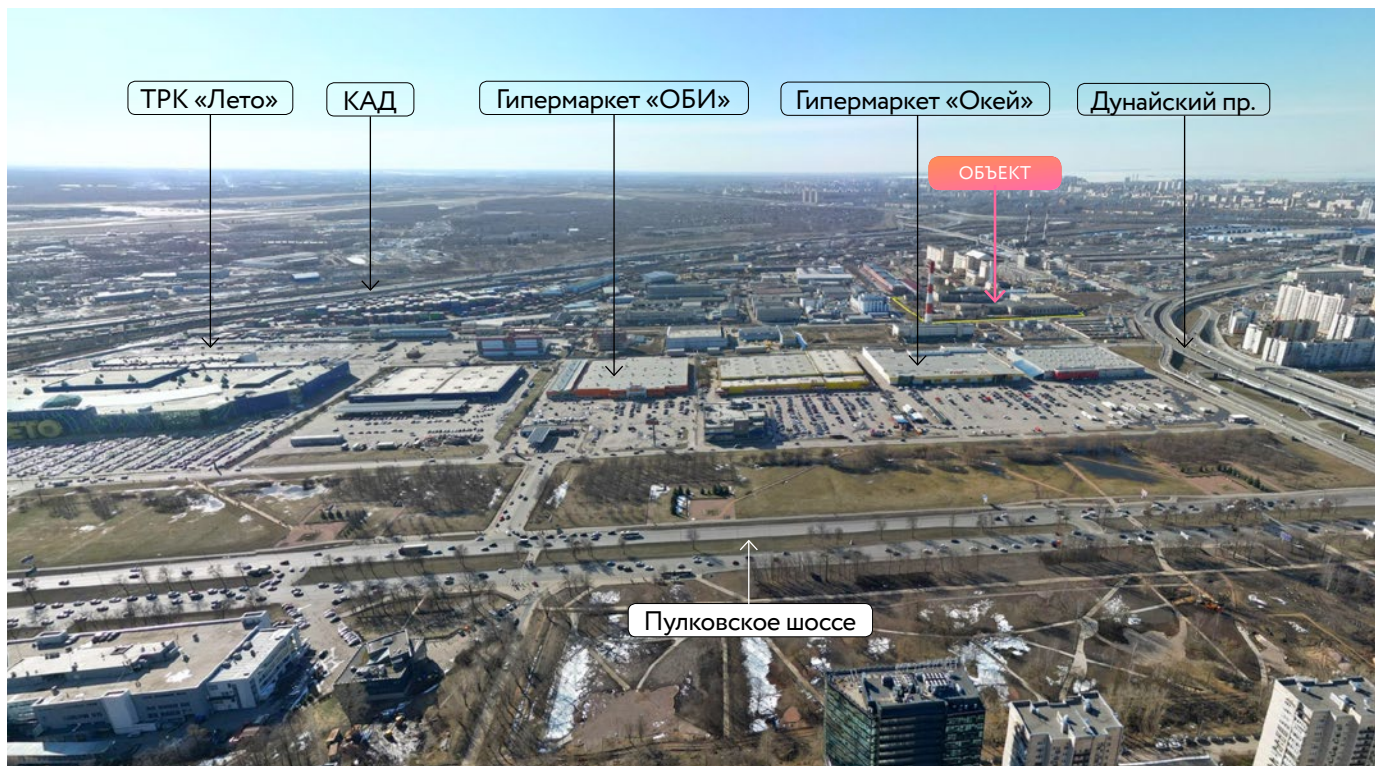 ТРК «Лето»
КАД
Гипермаркет «ОБИ»
Гипермаркет «Окей»
Дунайский пр.
ОБЪЕКТ
ЛЕТО
Пулковское шоссе